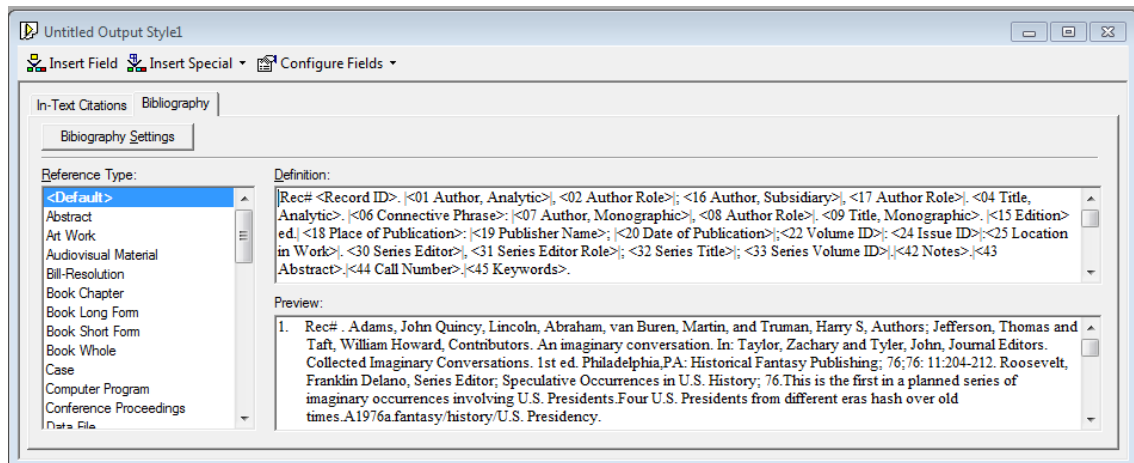 Untitled Output Style1
Insert Field Insert Special Configure Fields
In-Text Citations Bibliography
Bibiography Settings
Reference Type:
<Default>
Abstract
Art Work
Audiovisual Material
Bill-Resolution
Book Chapter
Book Long Form
Book Short Form
Book Whole
Case
Computer Program
Conference Proceedings
Data File
Definition:
|Rec# <Record ID>. |<01 Author, Analytic>|, <02 Author Role>|; <16 Author, Subsidiary>|, <17 Author Role>|. <04 Title,
Analytic>. |<06 Connective Phrase>: |<07 Author, Monographic>|, <08 Author Role>|. <09 Title, Monographic>. |<15 Edition>
ed.| <18 Place of Publication>: |<19 Publisher Name>; |<20 Date of Publication>|;<22 Volume ID>|: <24 Issue ID>|<25 Location
in Work>|. <30 Series Editor>|, <31 Series Editor Role>|; <32 Series Title>|; <33 Series Volume ID>|.|<42 Notes>.|<43
Abstract>.|<44 Call Number>.|<45 Keywords>.
Preview:
1. Rec# . Adams, John Quincy, Lincoln, Abraham, van Buren, Martin, and Truman, Harry S, Authors; Jefferson, Thomas and
Taft, William Howard, Contributors. An imaginary conversation. In: Taylor, Zachary and Tyler, John, Journal Editors.
Collected Imaginary Conversations. 1st ed. Philadelphia,PA: Historical Fantasy Publishing; 76;76: 11:204-212. Roosevelt,
Franklin Delano, Series Editor; Speculative Occurrences in U.S. History; 76.This is the first in a planned series of
imaginary occurrences involving U.S. Presidents.Four U.S. Presidents from different eras hash over old
times.A1976a.fantasy/history/U.S. Presidency.